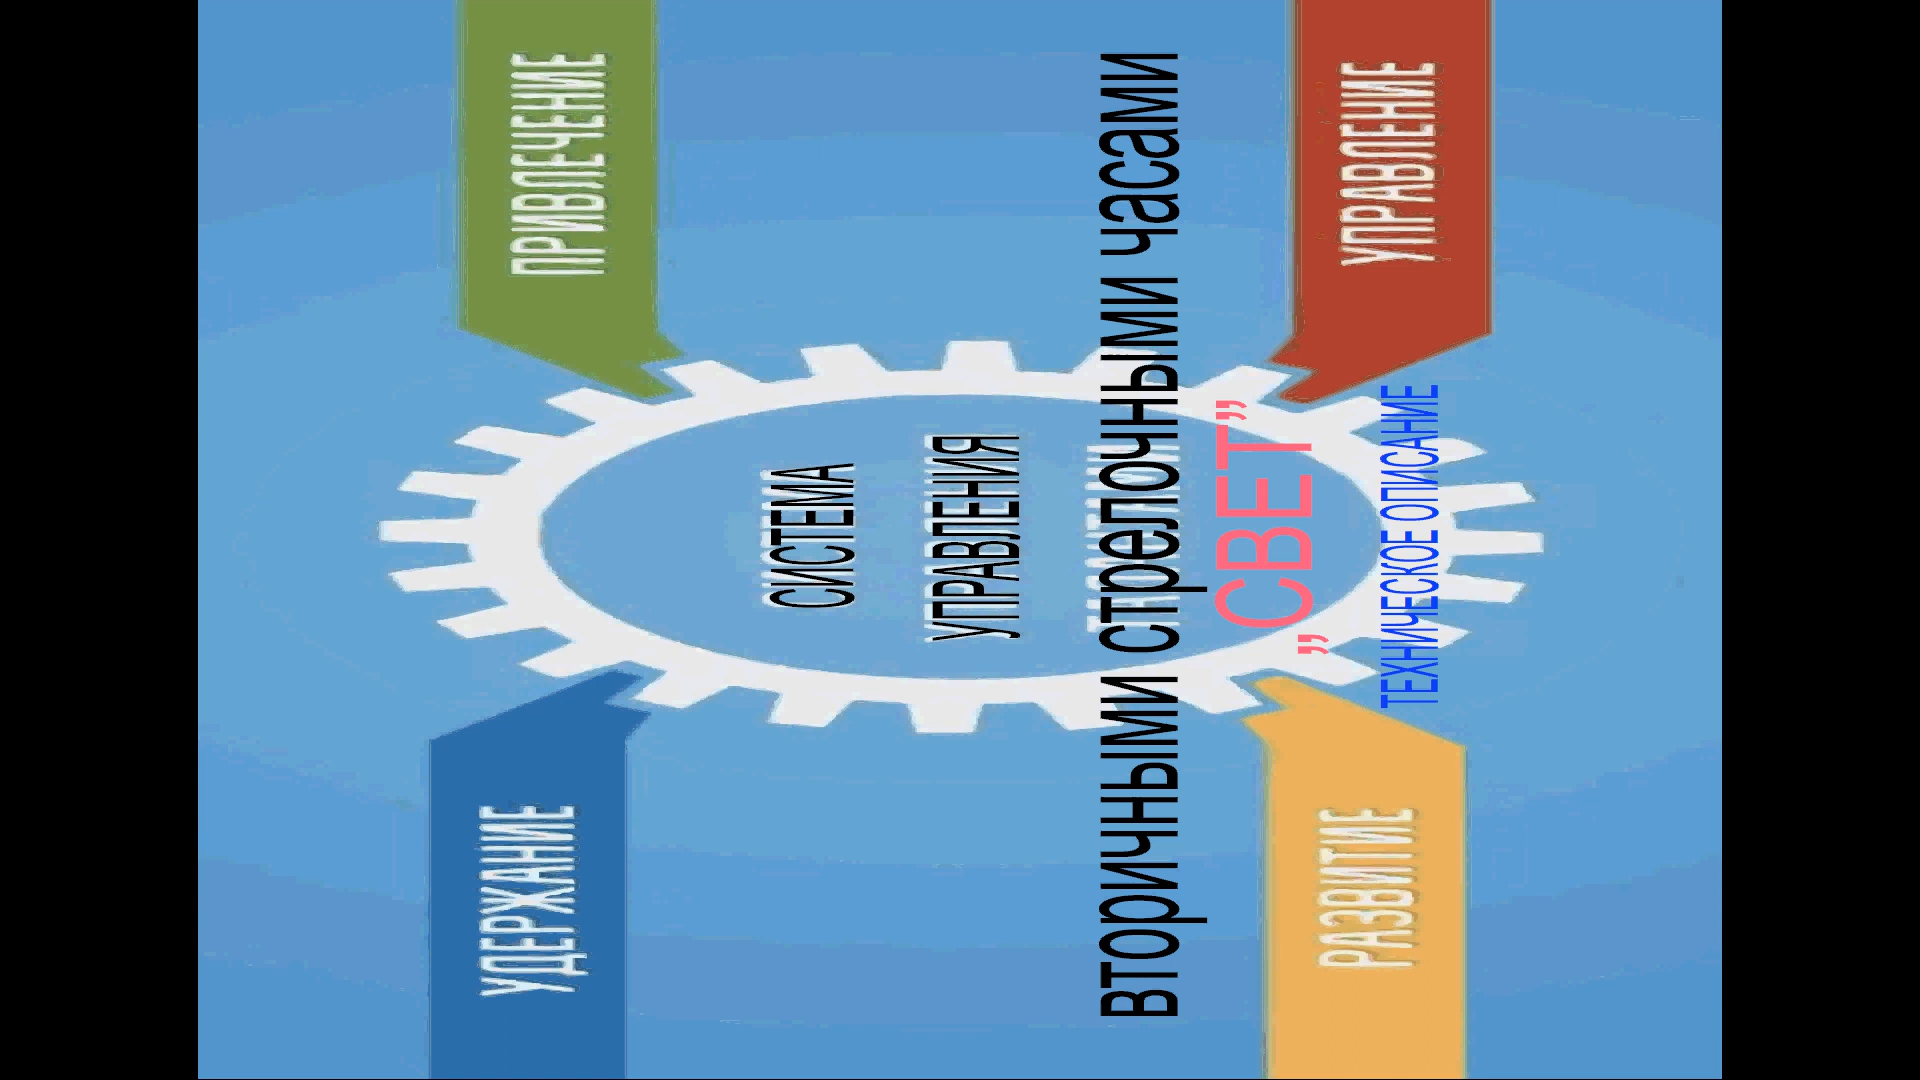 ПРИВЛЕЧЕНИЕ
УДЕРЖАНИЕ
СИСТЕМА
УПРАВЛЕНИЯ
вторичными стрелочными часами
„СВЕТ”
ТЕХНИЧЕСКОЕ ОПИСАНИЕ
УПРАВЛЕНИЕ
РАЗВИТИЕ